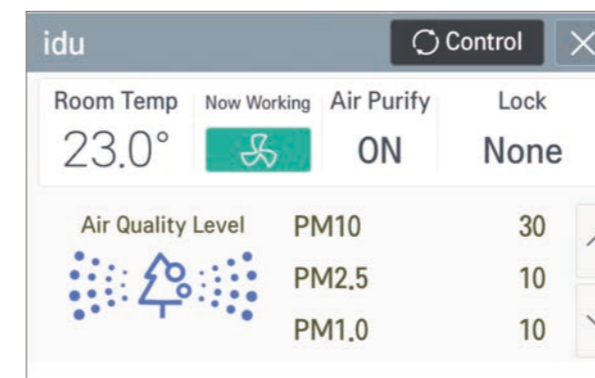 idu Control
Room Temp Now Working Air Purify Lock
23.0° ON None
Air Quality Level PM10 30
PM2.5 10
PM1.0 10